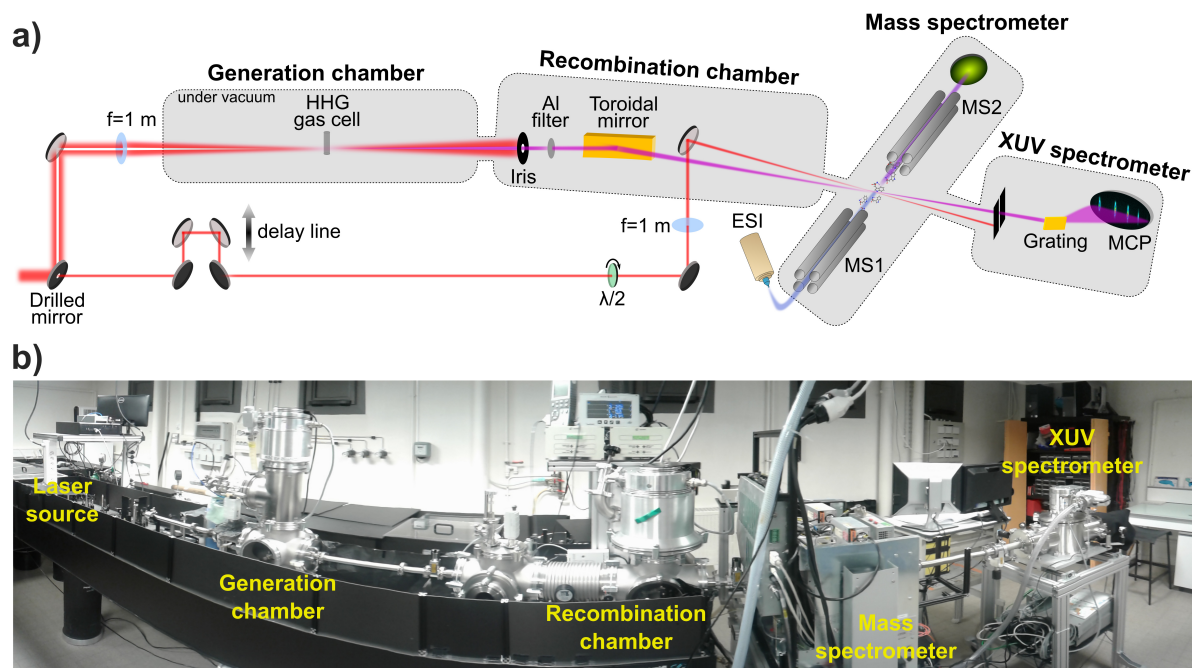 a)
Mass spectrometer
Recombination chamber
Generation chamber
under vacuum
HHG
gas cell
f=1 m
Al
filter
Toroidal
mirror
MS2
XUV spectrometer
Iris
delay line
f=1 m
ESI
MS1
Grating
MCP
Drilled
mirror
λ/2
b)
Laser
source
Generation
chamber
Recombination
chamber
Mass
spectrometer
XUV
spectrometer